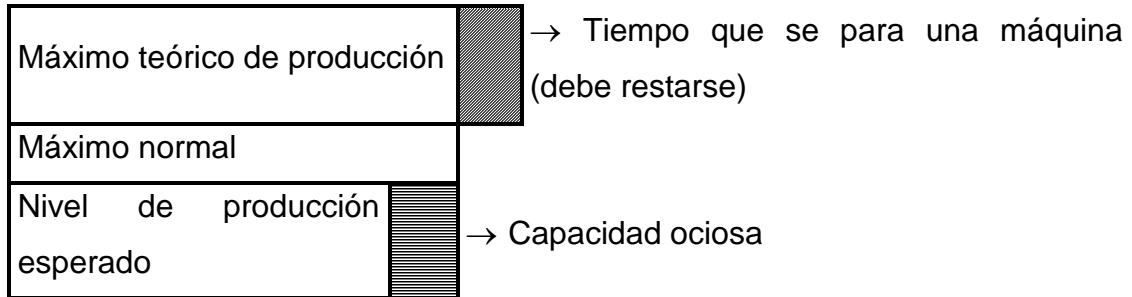 Máximo teórico de producción
→ Tiempo que se para una máquina
(debe restarse)
Máximo normal
Nivel de producción
esperado
→ Capacidad ociosa